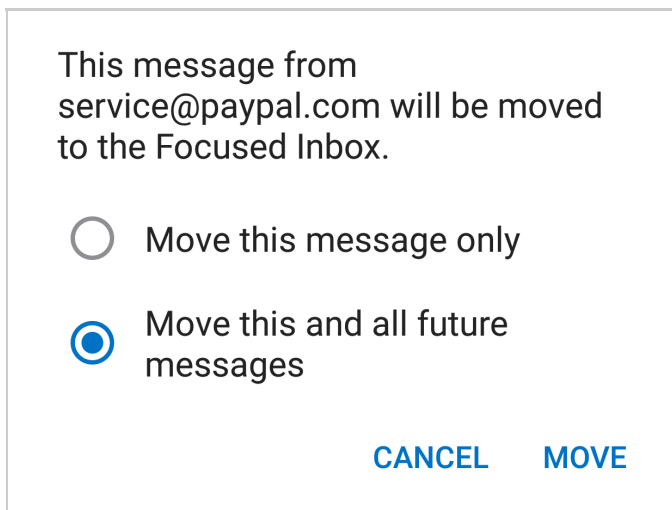 This message from
service@paypal.com will be moved
to the Focused Inbox.
Move this message only
Move this and all future
messages
CANCEL MOVE